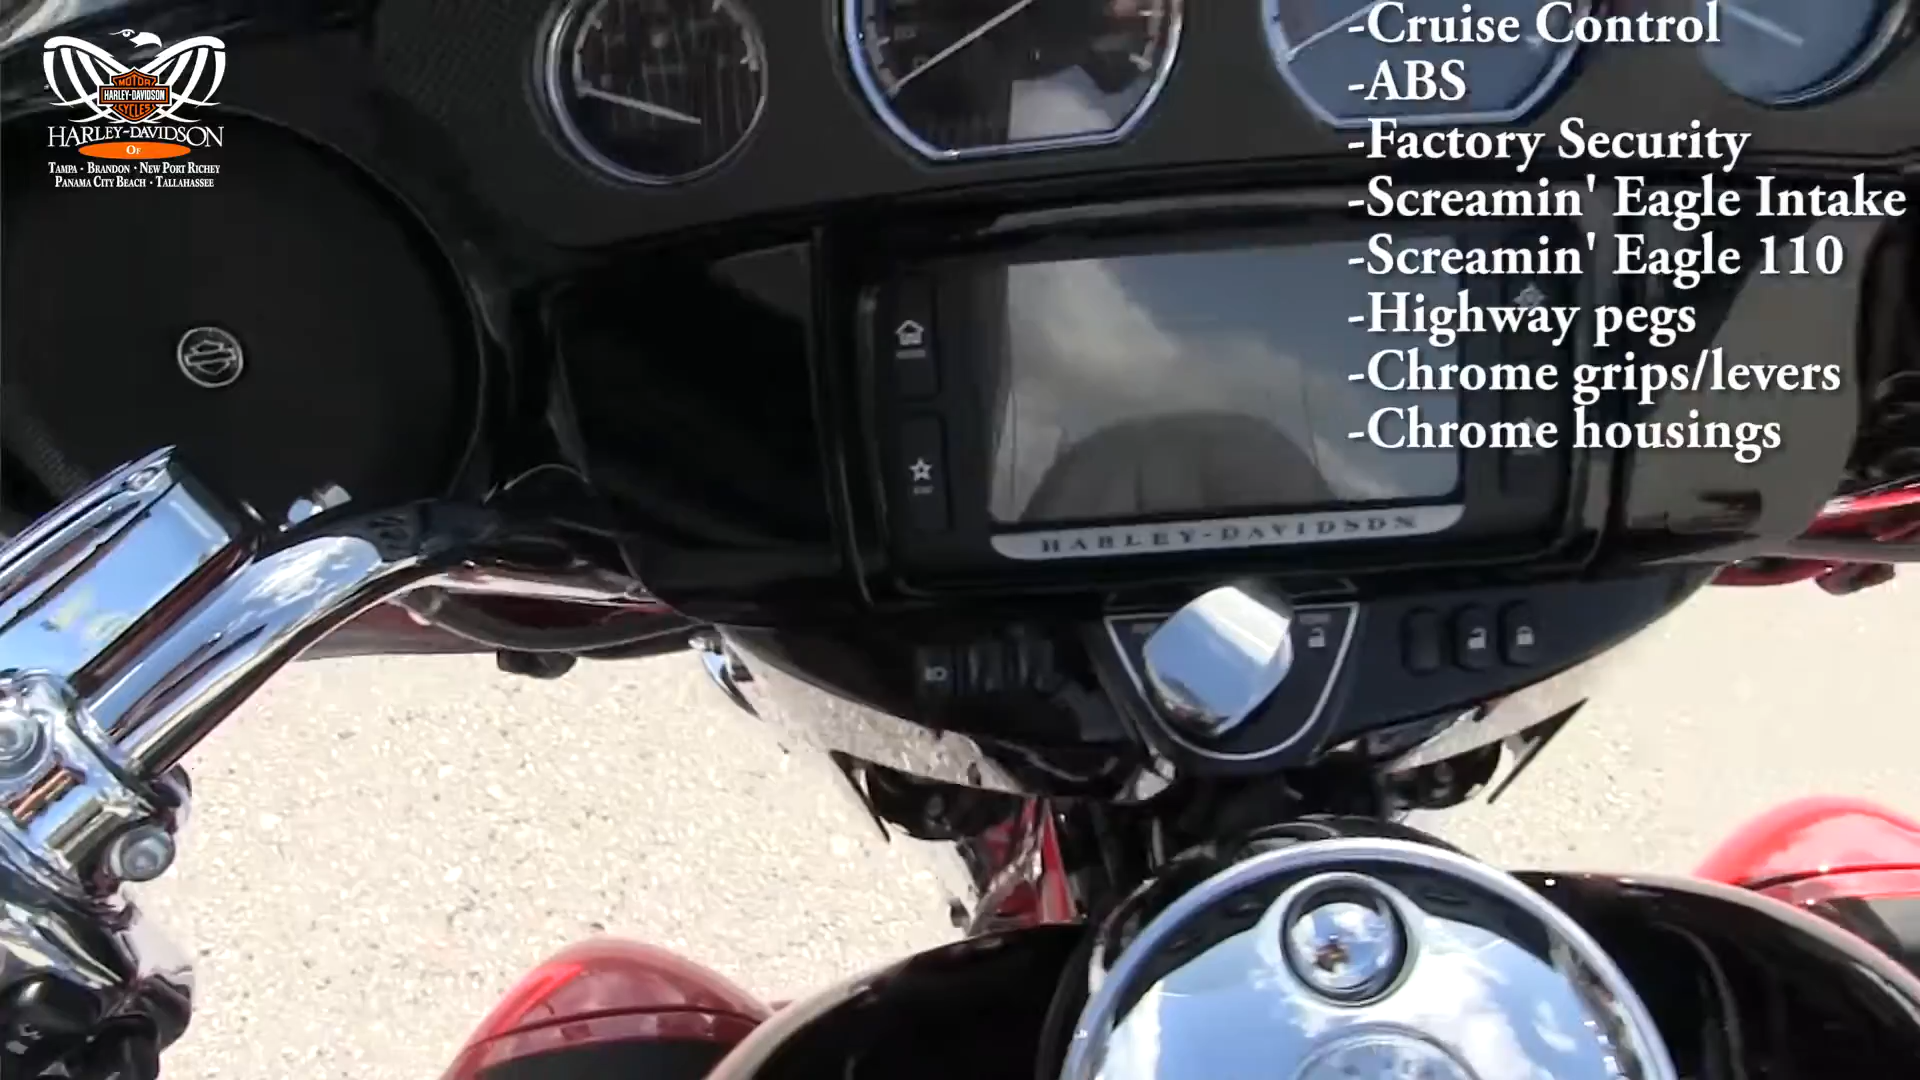 MOTOR
HARLEY-DAVIDSON
CYCLES
HARLEY-DAVIDSON
OF
TAMPA • BRANDON • NEW PORT RICHEY
PANAMA CITY BEACH • TALLAHASSEE
-Cruise Control
-ABS
-Factory Security
-Screamin' Eagle Intake
-Screamin' Eagle 110
-Highway pegs
-Chrome grips/levers
-Chrome housings
HARLEY-DAVIDSON